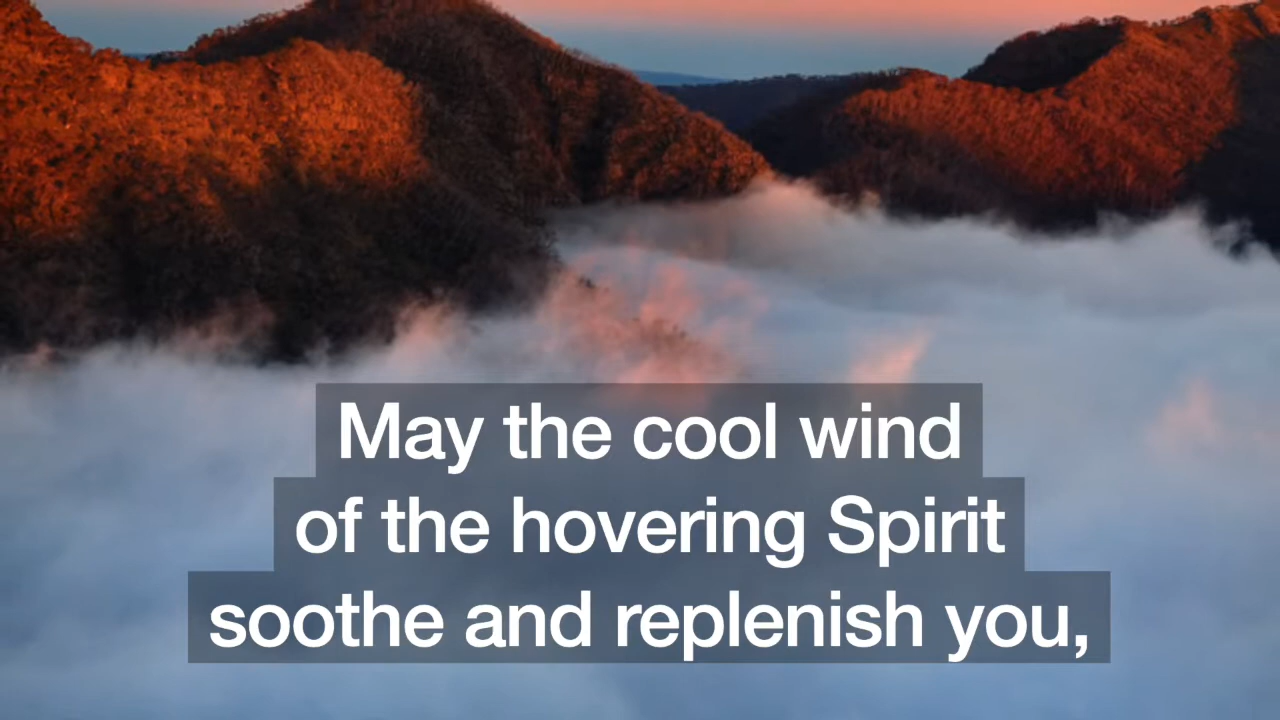 May the cool wind
of the hovering Spirit
soothe and replenish you,